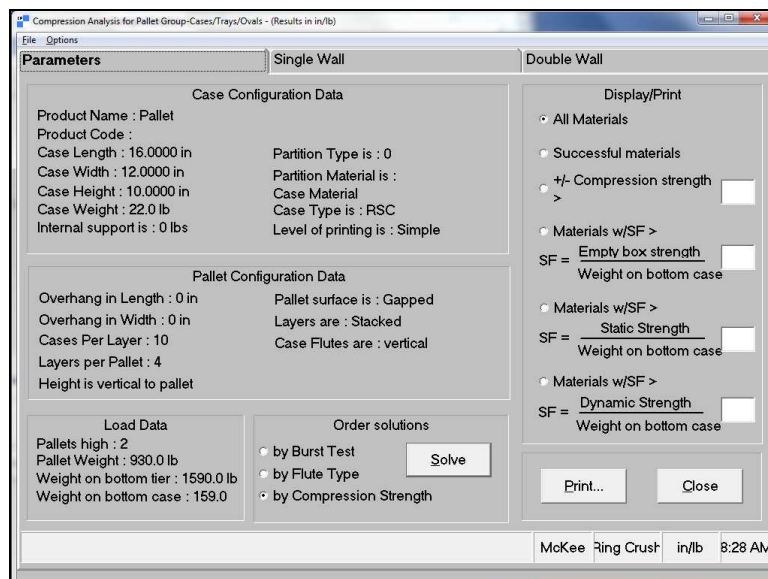 Compression Analysis for Pallet Group-Cases/Trays/Ovals - (Results in in/lb)
File Options
Parameters
Single Wall
Double Wall
Case Configuration Data
Product Name : Pallet
Product Code :
Case Length : 16.0000 in
Case Width : 12.0000 in
Case Height : 10.0000 in
Case Weight : 22.0 lb
Internal support is : 0 lbs
Partition Type is : 0
Partition Material is :
Case Material
Case Type is : RSC
Level of printing is : Simple
Pallet Configuration Data
Overhang in Length : 0 in
Overhang in Width : 0 in
Cases Per Layer : 10
Layers per Pallet : 4
Height is vertical to pallet
Pallet surface is : Gapped
Layers are : Stacked
Case Flutes are : vertical
Load Data
Pallets high : 2
Pallet Weight : 930.0 lb
Weight on bottom tier : 1590.0 lb
Weight on bottom case : 159.0
Order solutions
by Burst Test
by Flute Type
by Compression Strength
Solve
Display/Print
All Materials
Successful materials
+/- Compression strength
>
Materials w/SF >
SF = Empty box strength
Weight on bottom case
Materials w/SF >
SF = Static Strength
Weight on bottom case
Materials w/SF >
SF = Dynamic Strength
Weight on bottom case
Print...
Close
McKee
Ring Crush
in/lb
8:28 AM